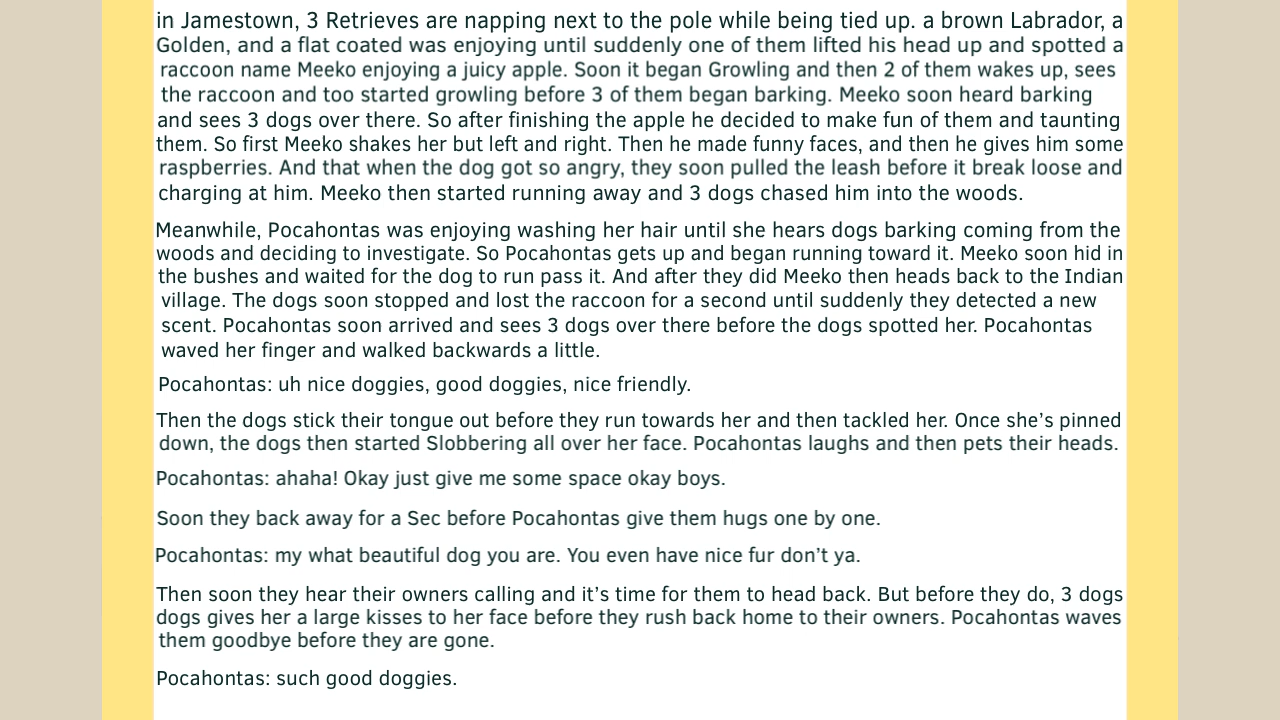 in Jamestown, 3 Retrieves are napping next to the pole while being tied up. a brown Labrador, a
Golden, and a flat coated was enjoying until suddenly one of them lifted his head up and spotted a
raccoon name Meeko enjoying a juicy apple. Soon it began Growling and then 2 of them wakes up, sees
the raccoon and too started growling before 3 of them began barking. Meeko soon heard barking
and sees 3 dogs over there. So after finishing the apple he decided to make fun of them and taunting
them. So first Meeko shakes her but left and right. Then he made funny faces, and then he gives him some
raspberries. And that when the dog got so angry, they soon pulled the leash before it break loose and
charging at him. Meeko then started running away and 3 dogs chased him into the woods.
Meanwhile, Pocahontas was enjoying washing her hair until she hears dogs barking coming from the
woods and deciding to investigate. So Pocahontas gets up and began running toward it. Meeko soon hid in
the bushes and waited for the dog to run pass it. And after they did Meeko then heads back to the Indian
village. The dogs soon stopped and lost the raccoon for a second until suddenly they detected a new
scent. Pocahontas soon arrived and sees 3 dogs over there before the dogs spotted her. Pocahontas
waved her finger and walked backwards a little.
Pocahontas: uh nice doggies, good doggies, nice friendly.
Then the dogs stick their tongue out before they run towards her and then tackled her. Once she's pinned
down, the dogs then started Slobbering all over her face. Pocahontas laughs and then pets their heads.
Pocahontas: ahaha! Okay just give me some space okay boys.
Soon they back away for a Sec before Pocahontas give them hugs one by one.
Pocahontas: my what beautiful dog you are. You even have nice fur don't ya.
Then soon they hear their owners calling and it's time for them to head back. But before they do, 3 dogs
dogs gives her a large kisses to her face before they rush back home to their owners. Pocahontas waves
them goodbye before they are gone.
Pocahontas: such good doggies.